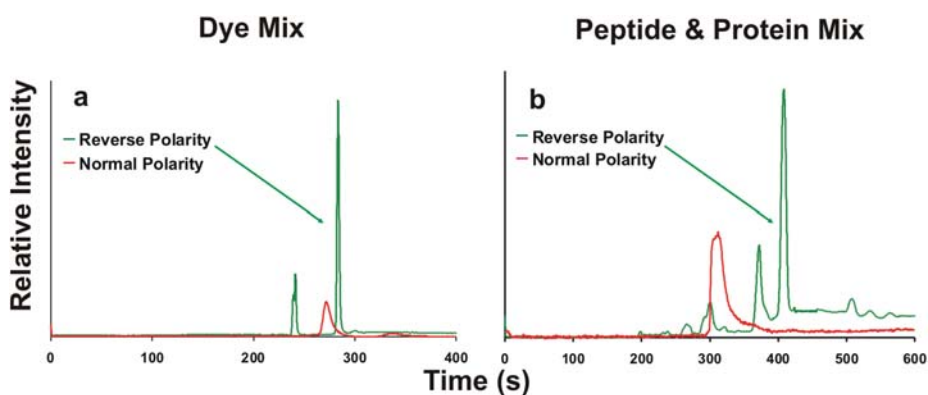 Dye Mix
Peptide & Protein Mix
Relative Intensity
a
Reverse Polarity
Normal Polarity
0 100 200 300 400
b
Reverse Polarity
Normal Polarity
0 100 200 300 400 500 600
Time (s)